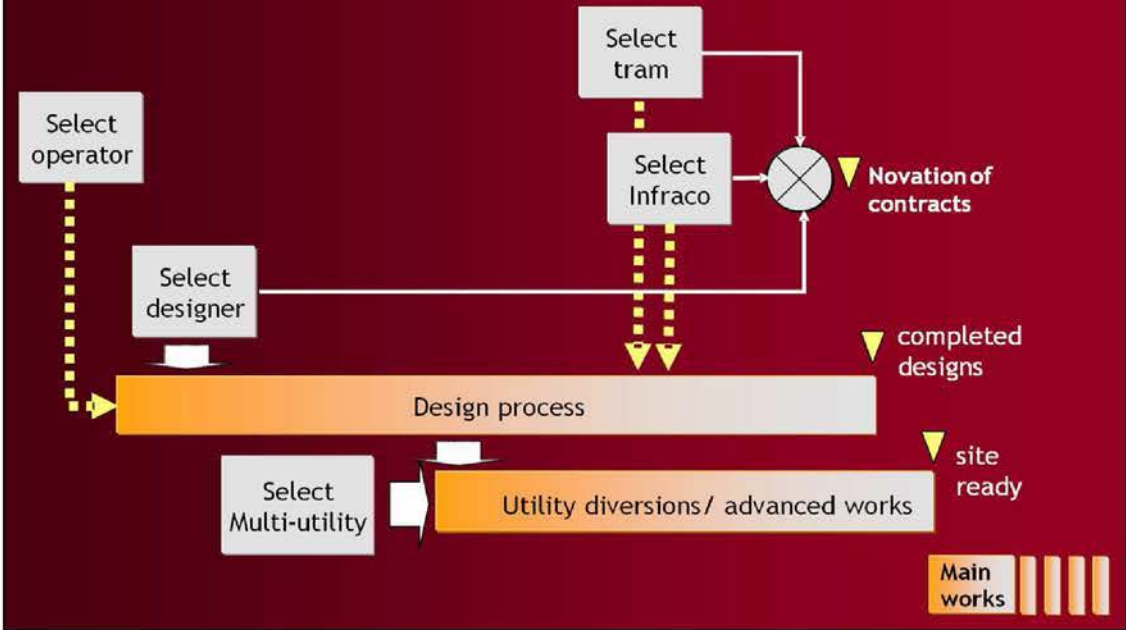 Select
tram
Select
operator
Select
Infraco
Novation of
contracts
Select
designer
completed
designs
Design process
site
ready
Select
Multi-utility
Utility diversions/ advanced works
Main
works